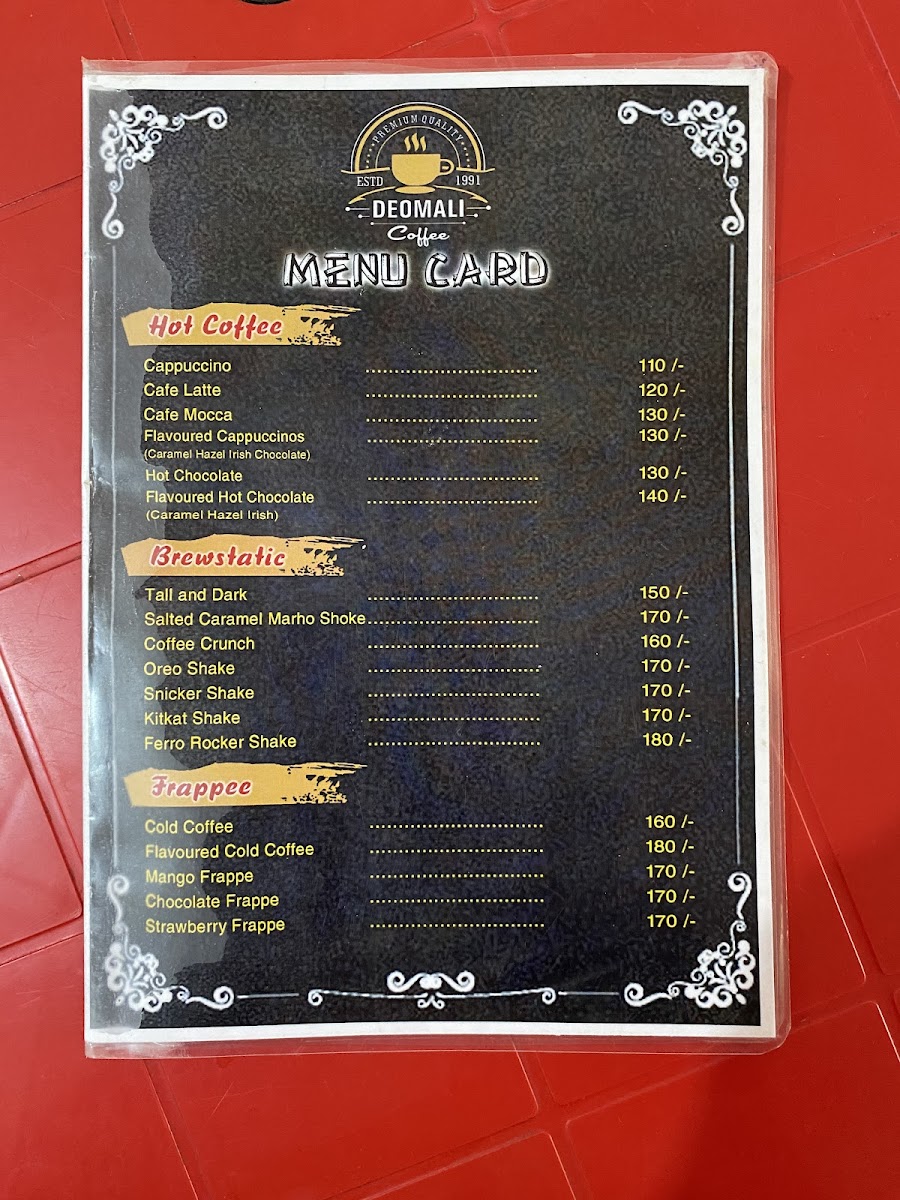 PREMIUM QUALITY
ESTD 1991
DEOMALI
Coffee
MENU CARD
Hot Coffee
Cappuccino ........................................ 110 /-
Cafe Latte ........................................ 120 /-
Cafe Mocca ........................................ 130 /-
Flavoured Cappuccinos ........................................ 130 /-
(Caramel Hazel Irish Chocolate)
Hot Chocolate ........................................ 130 /-
Flavoured Hot Chocolate ........................................ 140 /-
(Caramel Hazel Irish)
Brewstatic
Tall and Dark ........................................ 150 /-
Salted Caramel Marho Shoke ........................................ 170 /-
Coffee Crunch ........................................ 160 /-
Oreo Shake ........................................ 170 /-
Snicker Shake ........................................ 170 /-
Kitkat Shake ........................................ 170 /-
Ferro Rocker Shake ........................................ 180 /-
Frappee
Cold Coffee ........................................ 160 /-
Flavoured Cold Coffee ........................................ 180 /-
Mango Frappe ........................................ 170 /-
Chocolate Frappe ........................................ 170 /-
Strawberry Frappe ........................................ 170 /-